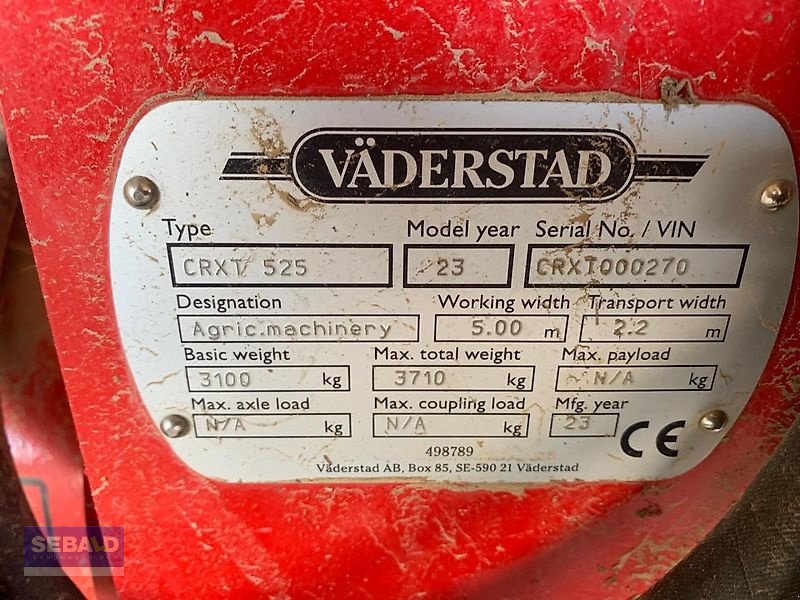 VÄDERSTAD
Type Model year Serial No. / VIN
CRXT 525 23 CRXT000270
Designation Working width Transport width
Agric.machinery 5.00 m 2.2 m
Basic weight Max. total weight Max. payload
3100 kg 3710 kg N/A kg
Max. axle load Max. coupling load Mfg. year
N/A kg N/A kg 23 CE
498789
Väderstad AB, Box 85, SE-590 21 Väderstad
SEBALD
LANDMASCHINEN